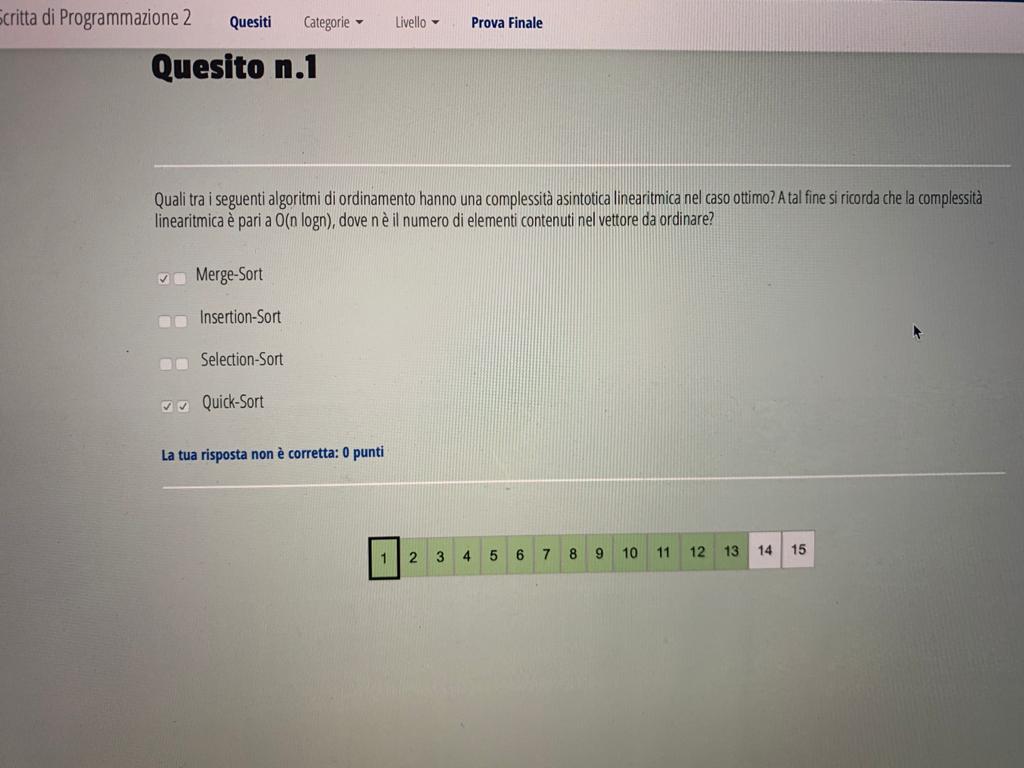 Scritta di Programmazione 2 Quesiti Categorie Livello Prova Finale
Quesito n.1
Quali tra i seguenti algoritmi di ordinamento hanno una complessità asintotica linearitmica nel caso ottimo? A tal fine si ricorda che la complessità
linearitmica è pari a O(n logn), dove n è il numero di elementi contenuti nel vettore da ordinare?
Merge-Sort
Insertion-Sort
Selection-Sort
Quick-Sort
La tua risposta non è corretta: 0 punti
1 2 3 4 5 6 7 8 9 10 11 12 13 14 15